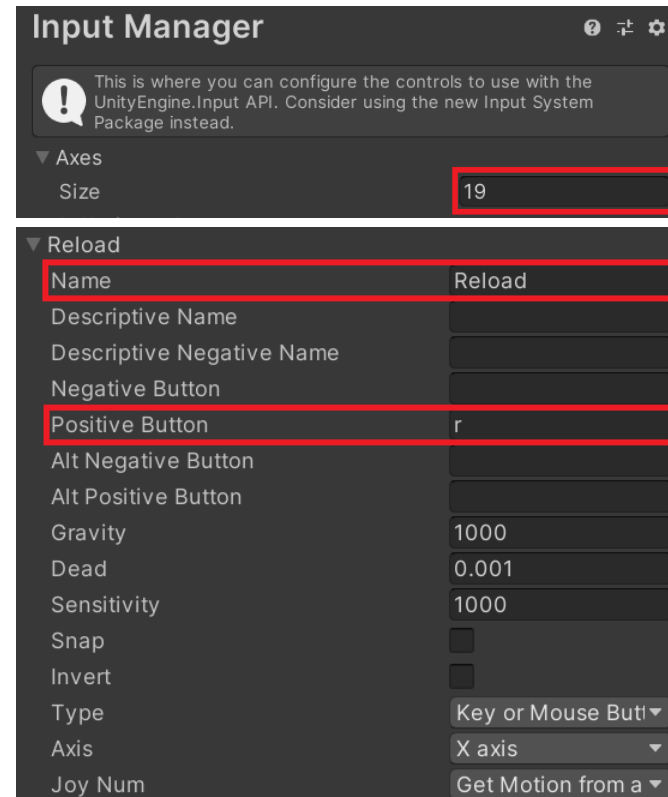 Input Manager
This is where you can configure the controls to use with the
UnityEngine.Input API. Consider using the new Input System
Package instead.
Axes
Size 19
Reload
Name Reload
Descriptive Name
Descriptive Negative Name
Negative Button
Positive Button r
Alt Negative Button
Alt Positive Button
Gravity 1000
Dead 0.001
Sensitivity 1000
Snap
Invert
Type Key or Mouse Butt
Axis X axis
Joy Num Get Motion from a